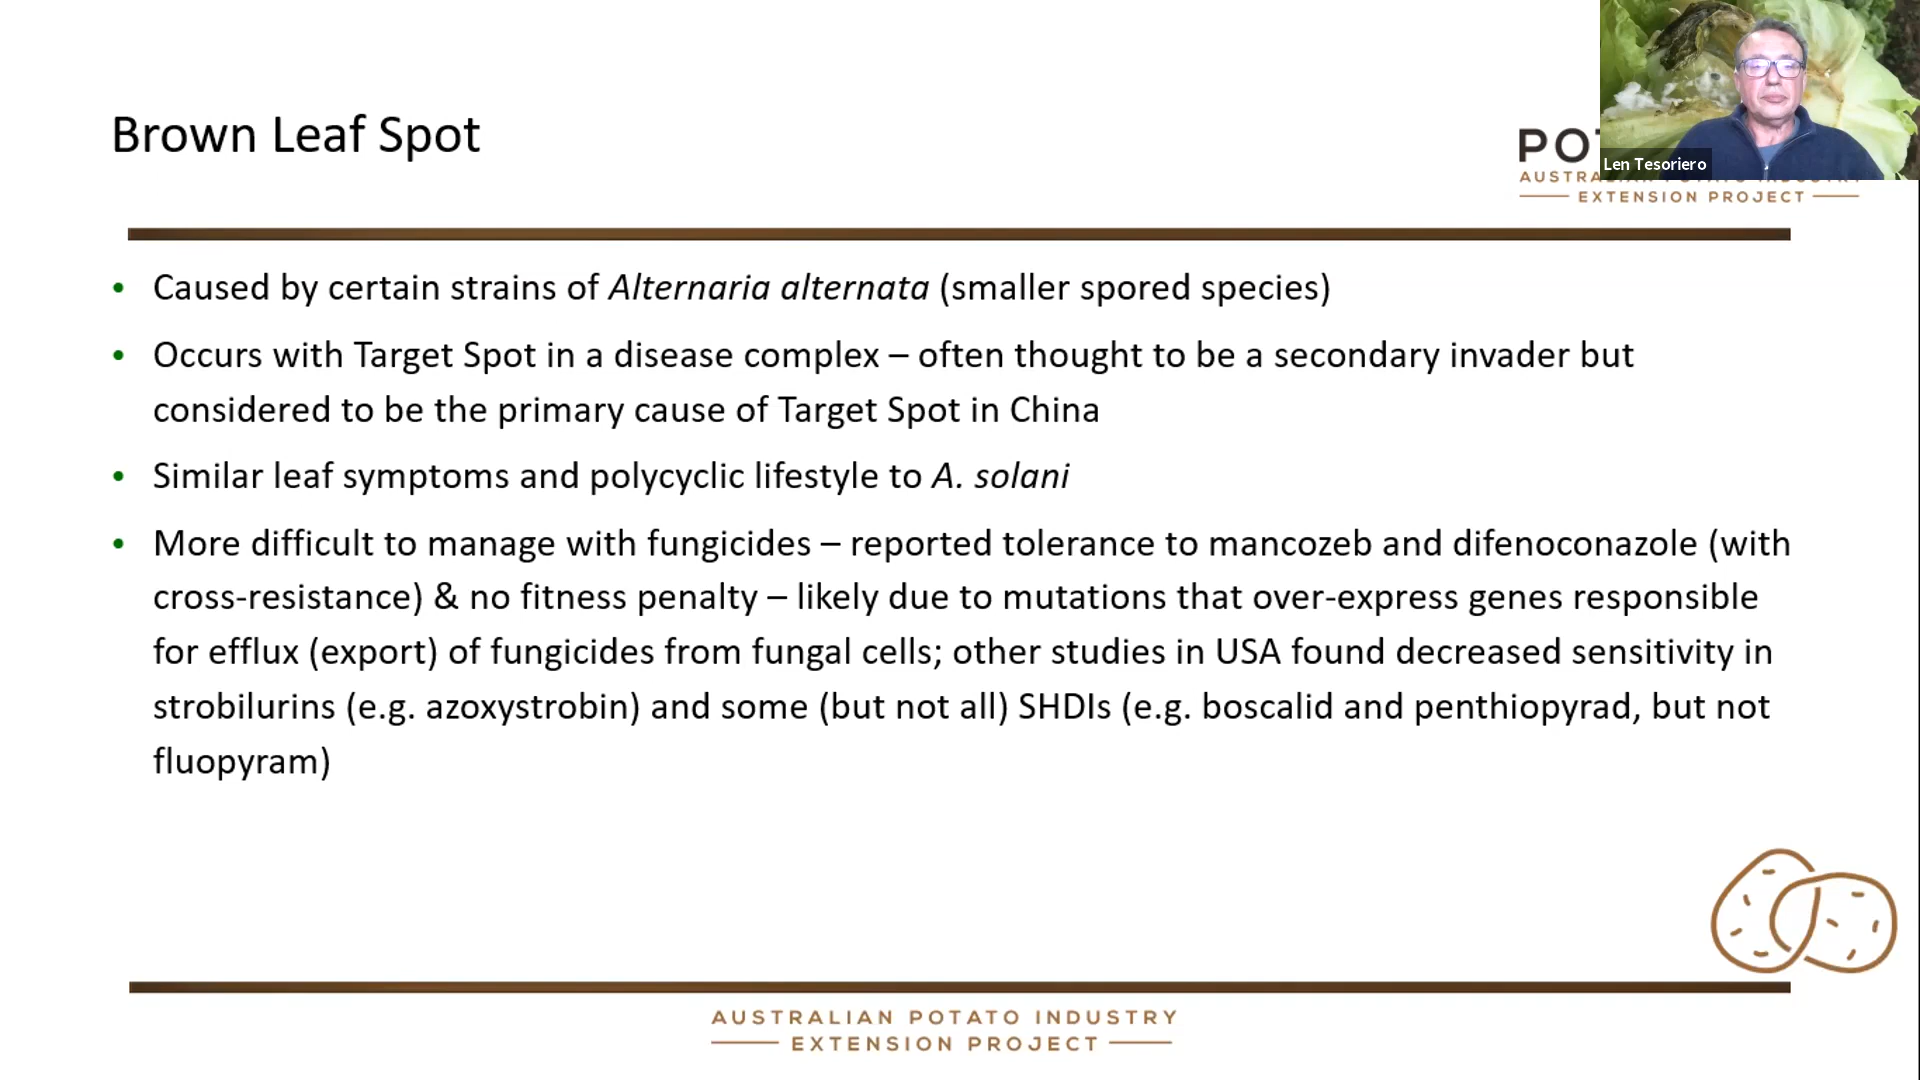 Brown Leaf Spot
PO
Len Tesoriero
AUSTRA
EXTENSION PROJECT
• Caused by certain strains of Alternaria alternata (smaller spored species)
• Occurs with Target Spot in a disease complex – often thought to be a secondary invader but
considered to be the primary cause of Target Spot in China
• Similar leaf symptoms and polycyclic lifestyle to A. solani
• More difficult to manage with fungicides – reported tolerance to mancozeb and difenoconazole (with
cross-resistance) & no fitness penalty – likely due to mutations that over-express genes responsible
for efflux (export) of fungicides from fungal cells; other studies in USA found decreased sensitivity in
strobilurins (e.g. azoxystrobin) and some (but not all) SHDIs (e.g. boscalid and penthiopyrad, but not
fluopyram)
AUSTRALIAN POTATO INDUSTRY
EXTENSION PROJECT